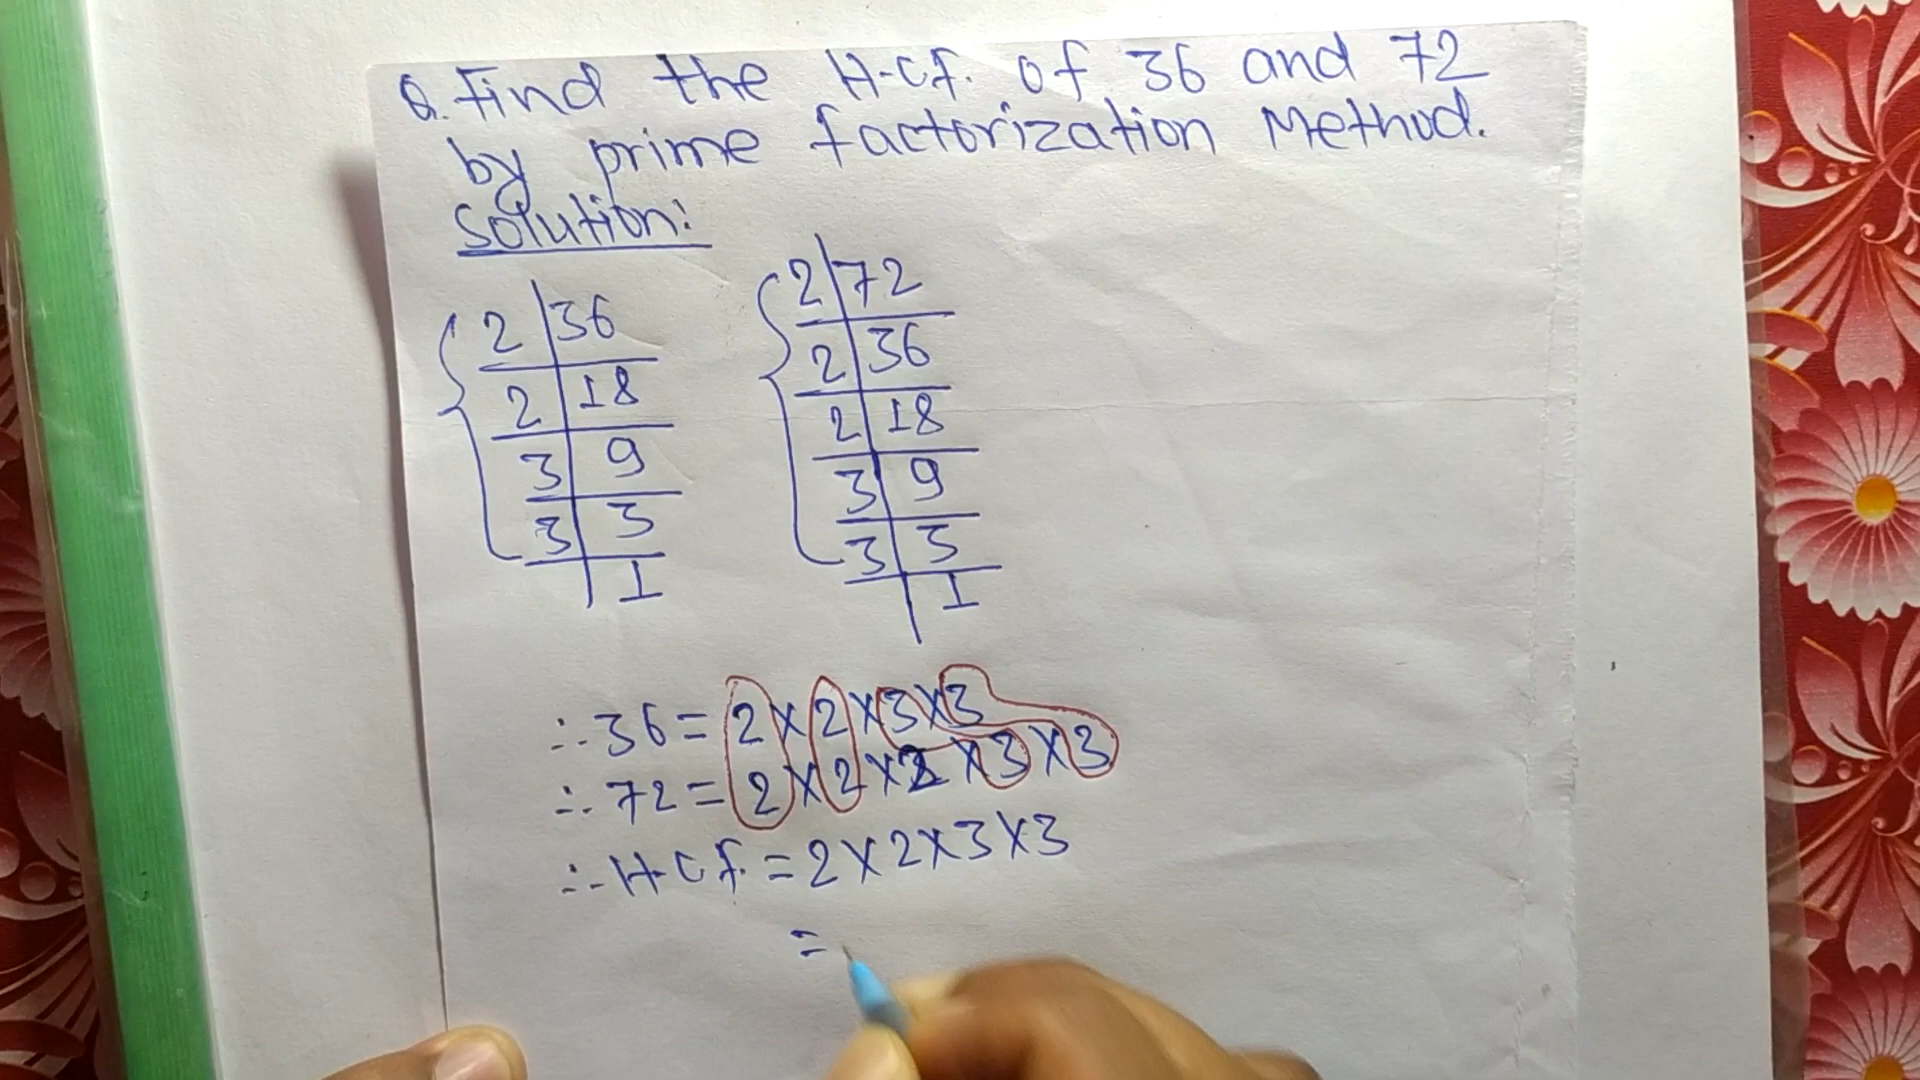 Q. Find the H.C.F. of 36 and 72
by prime factorization Method.
Solution:
2 | 36
2 | 18
3 | 9
3 | 3
| 1
2 | 72
2 | 36
2 | 18
3 | 9
3 | 3
| 1
∴ 36 = 2×2×3×3
∴ 72 = 2×2×2×3×3
∴ H.C.F. = 2×2×3×3
=